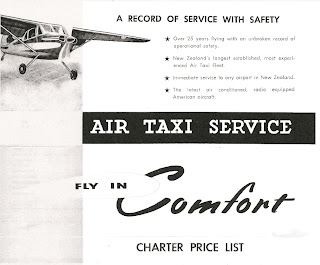 A RECORD OF SERVICE WITH SAFETY
★ Over 25 years flying with an unbroken record of
operational safety.
★ New Zealand's longest established, most experi-
enced Air Taxi Fleet.
★ Immediate service to any airport in New Zealand.
★ The latest air conditioned, radio equipped
American aircraft.
AIR TAXI SERVICE
FLY IN
Comfort
CHARTER PRICE LIST